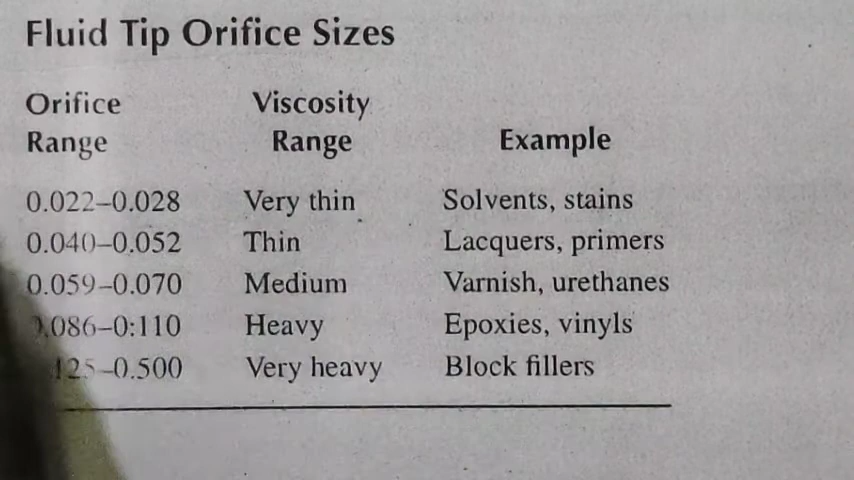 Fluid Tip Orifice Sizes
Orifice Range Viscosity Range Example
0.022–0.028 Very thin Solvents, stains
0.040–0.052 Thin Lacquers, primers
0.059–0.070 Medium Varnish, urethanes
.086–0:110 Heavy Epoxies, vinyls
125–0.500 Very heavy Block fillers